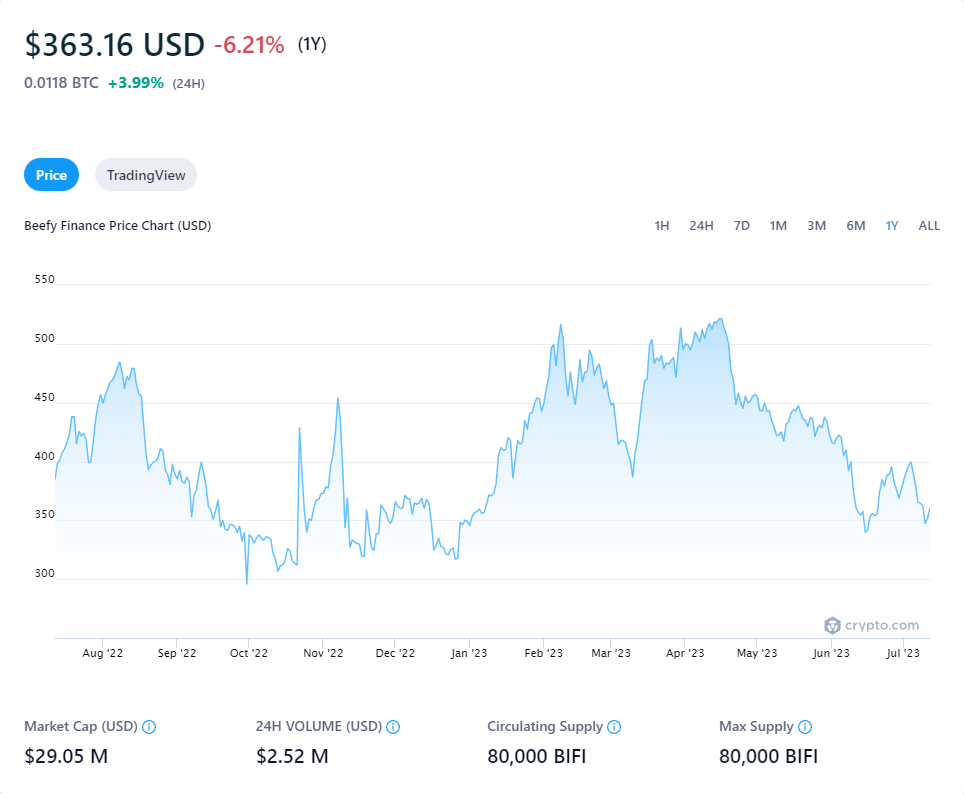 $363.16 USD -6.21% (1Y)
0.0118 BTC +3.99% (24H)
Price TradingView
Beefy Finance Price Chart (USD) 1H 24H 7D 1M 3M 6M 1Y ALL
550
500
450
400
350
300
crypto.com
Aug '22 Sep '22 Oct '22 Nov '22 Dec '22 Jan '23 Feb '23 Mar '23 Apr '23 May '23 Jun '23 Jul '23
Market Cap (USD) 24H VOLUME (USD) Circulating Supply Max Supply
$29.05 M $2.52 M 80,000 BIFI 80,000 BIFI